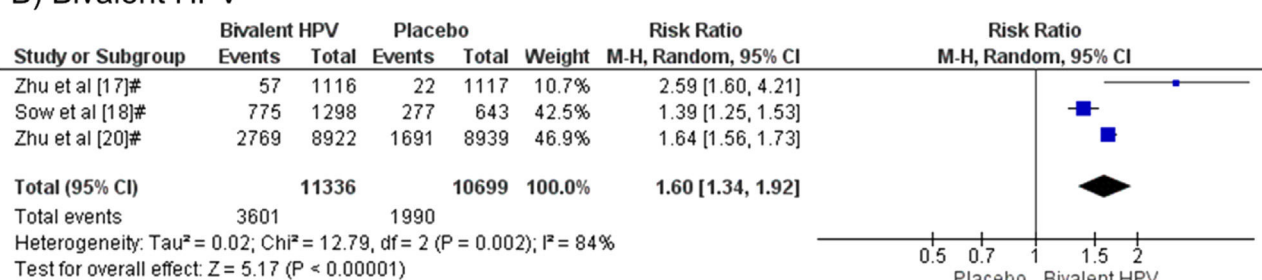 B) Bivalent HPV
Bivalent HPV Placebo Risk Ratio Risk Ratio
Study or Subgroup Events Total Events Total Weight M-H, Random, 95% CI M-H, Random, 95% CI
Zhu et al [17]# 57 1116 22 1117 10.7% 2.59 [1.60, 4.21]
Sow et al [18]# 775 1298 277 643 42.5% 1.39 [1.25, 1.53]
Zhu et al [20]# 2769 8922 1691 8939 46.9% 1.64 [1.56, 1.73]
Total (95% CI) 11336 10699 100.0% 1.60 [1.34, 1.92]
Total events 3601 1990
Heterogeneity: Tau² = 0.02; Chi² = 12.79, df = 2 (P = 0.002); I² = 84%
Test for overall effect: Z = 5.17 (P < 0.00001)
0.5 0.7 1 1.5 2
Placebo Bivalent HPV